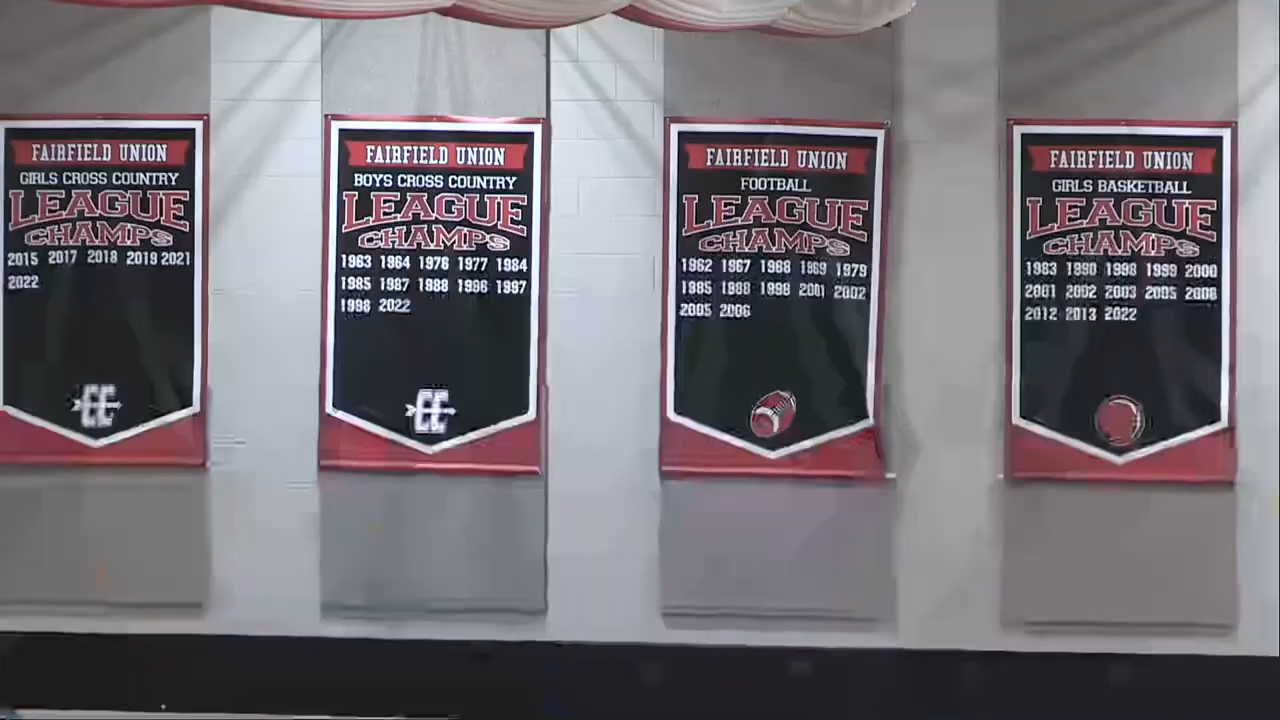 FAIRFIELD UNION
GIRLS CROSS COUNTRY
LEAGUE
CHAMPS
2015 2017 2018 2019 2021
2022
CC
FAIRFIELD UNION
BOYS CROSS COUNTRY
LEAGUE
CHAMPS
1963 1964 1976 1977 1984
1985 1987 1988 1996 1997
1998 2022
CC
FAIRFIELD UNION
FOOTBALL
LEAGUE
CHAMPS
1962 1967 1968 1969 1979
1985 1988 1998 2001 2002
2005 2006
FAIRFIELD UNION
GIRLS BASKETBALL
LEAGUE
CHAMPS
1983 1990 1998 1999 2000
2001 2002 2003 2005 2008
2012 2013 2022